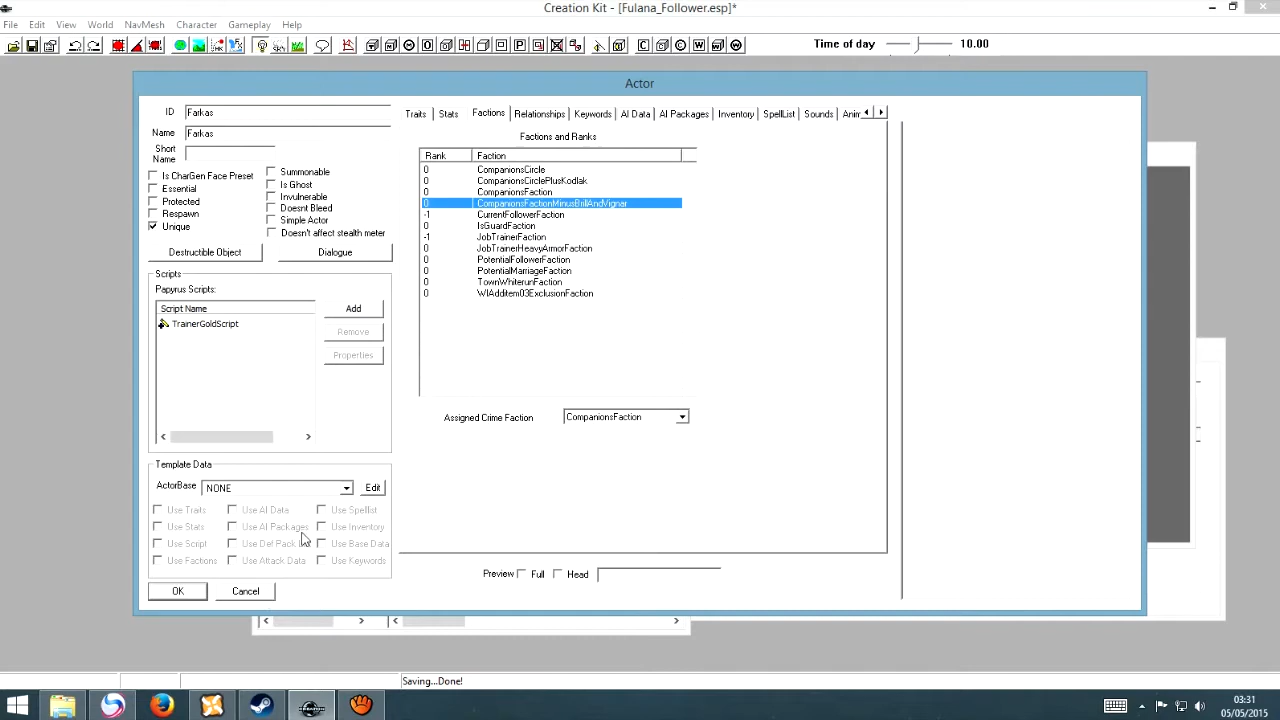 Creation Kit - [Fulana_Follower.esp]*
File Edit View World NavMesh Character Gameplay Help
Time of day 10.00
Actor
ID Farkas
Name Farkas
Short Name
Is CharGen Face Preset
Essential
Protected
Respawn
Unique
Summonable
Is Ghost
Invulnerable
Doesnt Bleed
Simple Actor
Doesn't affect stealth meter
Destructible Object Dialogue
Scripts
Papyrus Scripts:
Script Name
TrainerGoldScript
Add
Remove
Properties
Template Data
ActorBase NONE Edit
Use Traits Use AI Data Use Spellist
Use Stats Use AI Packages Use Inventory
Use Script Use Def Pack Use Base Data
Use Factions Use Attack Data Use Keywords
OK Cancel
Traits Stats Factions Relationships Keywords AI Data AI Packages Inventory SpellList Sounds Anim
Factions and Ranks
Rank Faction
0 CompanionsCircle
0 CompanionsCirclePlusKodlak
0 CompanionsFaction
0 CompanionsFactionMinusBrillAndVignar
-1 CurrentFollowerFaction
0 IsGuardFaction
-1 JobTrainerFaction
0 JobTrainerHeavyArmorFaction
0 PotentialFollowerFaction
0 PotentialMarriageFaction
0 TownWhiterunFaction
0 WIAddItem03ExclusionFaction
Assigned Crime Faction CompanionsFaction
Preview Full Head
Saving...Done!
03:31
05/05/2015